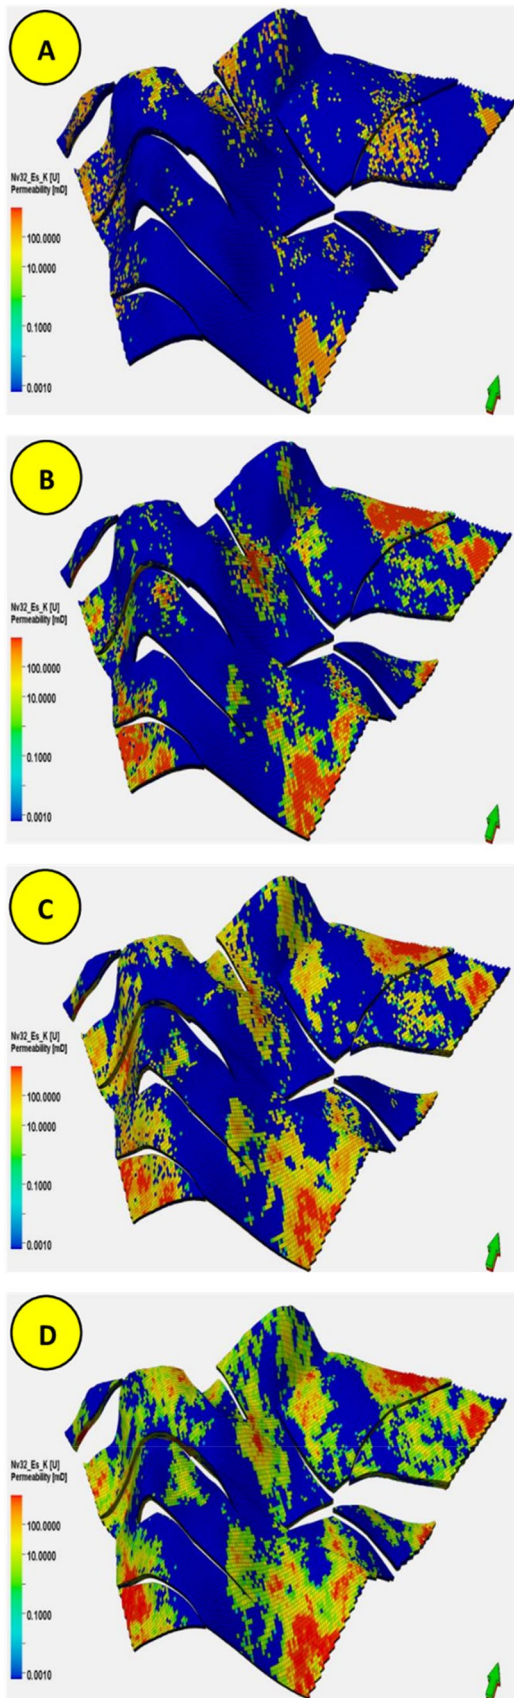 A
Nv32_Es_K [U]
Permeability [mD]
100.0000
10.0000
0.1000
0.0010
B
Nv32_Es_K [U]
Permeability [mD]
100.0000
10.0000
0.1000
0.0010
C
Nv32_Es_K [U]
Permeability [mD]
100.0000
10.0000
0.1000
0.0010
D
Nv32_Es_K [U]
Permeability [mD]
100.0000
10.0000
0.1000
0.0010